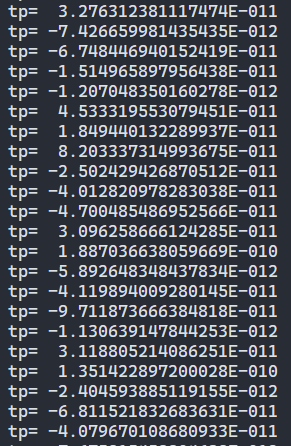 tp=  3.276312381117474E-011
tp= -7.426659981435435E-012
tp= -6.748446940152419E-011
tp= -1.514965897956438E-011
tp= -1.207048350160278E-012
tp=  4.533319553079451E-011
tp=  1.849440132289937E-011
tp=  8.203337314993675E-011
tp= -2.502429426870512E-011
tp= -4.012820978283038E-011
tp= -4.700485486952566E-011
tp=  3.096258666124285E-011
tp=  1.887036638059669E-010
tp= -5.892648348437834E-012
tp= -4.119894009280145E-011
tp= -9.711873666384818E-011
tp= -1.130639147844253E-012
tp=  3.118805214086251E-011
tp=  1.351422897200028E-010
tp= -2.404593885119155E-012
tp= -6.811521832683631E-011
tp= -4.079670108680933E-011